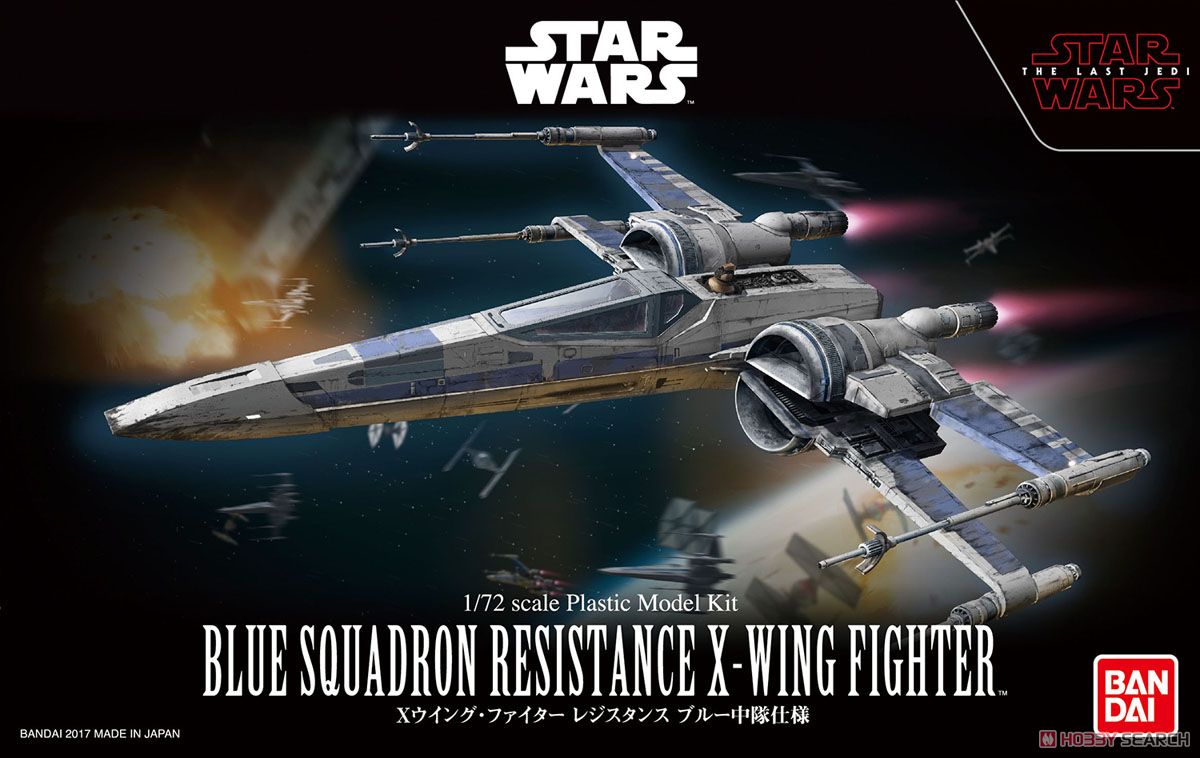 STAR
WARS™
STAR
THE LAST JEDI
WARS
1/72 scale Plastic Model Kit
BLUE SQUADRON RESISTANCE X-WING FIGHTER™
Xウイング・ファイター レジスタンス ブルー中隊仕様
BANDAI 2017 MADE IN JAPAN
BAN
DAI
HOBBY SEARCH